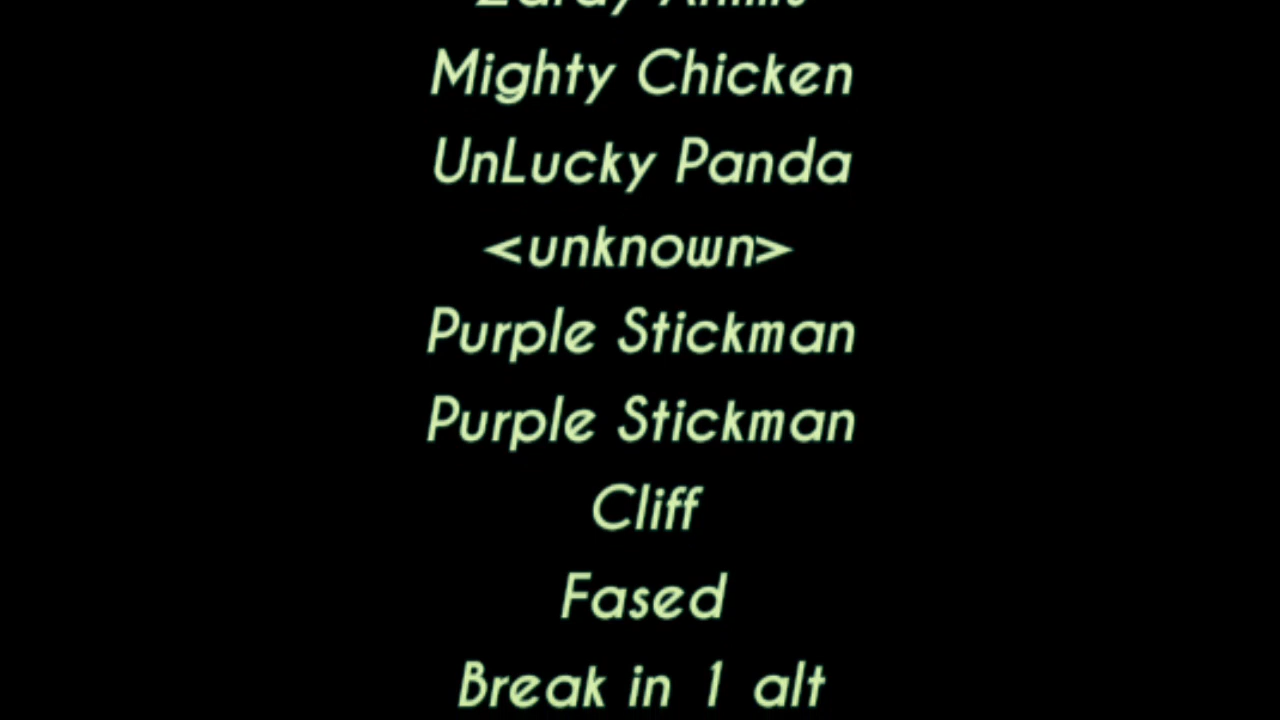 Mighty Chicken
UnLucky Panda
<unknown>
Purple Stickman
Purple Stickman
Cliff
Fased
Break in 1 alt